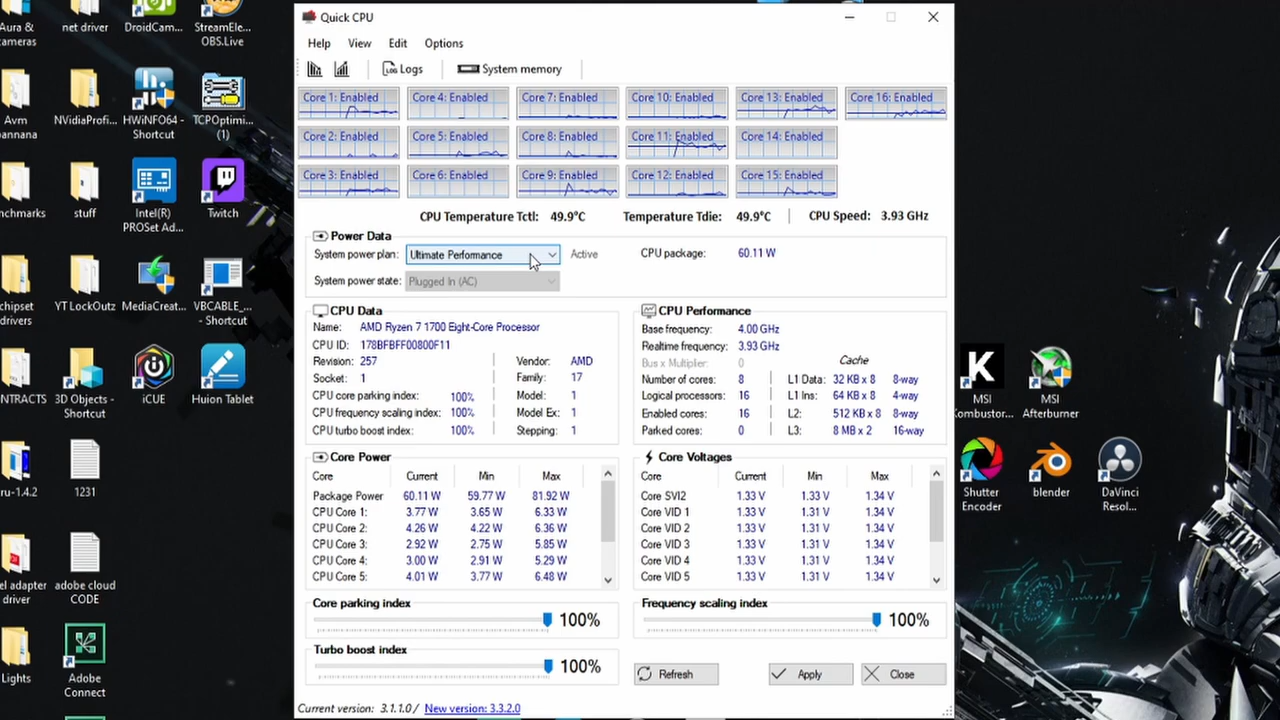 Aura &
cameras
net driver
DroidCam...
StreamEle...
OBS.Live
Avm
bannana
NVidiaProfi...
HWiNFO64 -
Shortcut
TCPOptimi...
(1)
stuff
Intel(R)
PROSet Ad...
Twitch
chipset
drivers
YT LockOutz
MediaCreat...
VBCABLE_...
- Shortcut
3D Objects -
Shortcut
iCUE
Huion Tablet
ru-1.4.2
1231
driver
adobe cloud
CODE
Lights
Adobe
Connect
Quick CPU
Help
View
Edit
Options
LOG
Logs
System memory
Core 1: Enabled
Core 4: Enabled
Core 7: Enabled
Core 10: Enabled
Core 13: Enabled
Core 16: Enabled
Core 2: Enabled
Core 5: Enabled
Core 8: Enabled
Core 11: Enabled
Core 14: Enabled
Core 3: Enabled
Core 6: Enabled
Core 9: Enabled
Core 12: Enabled
Core 15: Enabled
CPU Temperature Tctl: 49.9°C
Temperature Tdie: 49.9°C
CPU Speed: 3.93 GHz
Power Data
System power plan: Ultimate Performance Active
CPU package: 60.11 W
System power state: Plugged In (AC)
CPU Data
Name: AMD Ryzen 7 1700 Eight-Core Processor
CPU ID: 178BFBFF00800F11
Revision: 257 Vendor: AMD
Socket: 1 Family: 17
CPU core parking index: 100% Model: 1
CPU frequency scaling index: 100% Model Ex: 1
CPU turbo boost index: 100% Stepping: 1
CPU Performance
Base frequency: 4.00 GHz
Realtime frequency: 3.93 GHz
Bus x Multiplier: 0 Cache
Number of cores: 8 L1 Data: 32 KB x 8 8-way
Logical processors: 16 L1 Ins: 64 KB x 8 4-way
Enabled cores: 16 L2: 512 KB x 8 8-way
Parked cores: 0 L3: 8 MB x 2 16-way
Core Power
Core Current Min Max
Package Power 60.11 W 59.77 W 81.92 W
CPU Core 1: 3.77 W 3.65 W 6.33 W
CPU Core 2: 4.26 W 4.22 W 6.36 W
CPU Core 3: 2.92 W 2.75 W 5.85 W
CPU Core 4: 3.00 W 2.91 W 5.29 W
CPU Core 5: 4.01 W 3.77 W 6.48 W
Core Voltages
Core Current Min Max
Core SVI2 1.33 V 1.33 V 1.34 V
Core VID 1 1.33 V 1.31 V 1.34 V
Core VID 2 1.33 V 1.31 V 1.34 V
Core VID 3 1.33 V 1.31 V 1.34 V
Core VID 4 1.33 V 1.31 V 1.34 V
Core VID 5 1.33 V 1.31 V 1.34 V
Core parking index
100%
Frequency scaling index
100%
Turbo boost index
100%
Refresh
Apply
Close
Current version: 3.1.1.0 / New version: 3.3.2.0
K
MSI
Kombustor...
MSI
Afterburner
Shutter
Encoder
blender
DaVinci
Resol...